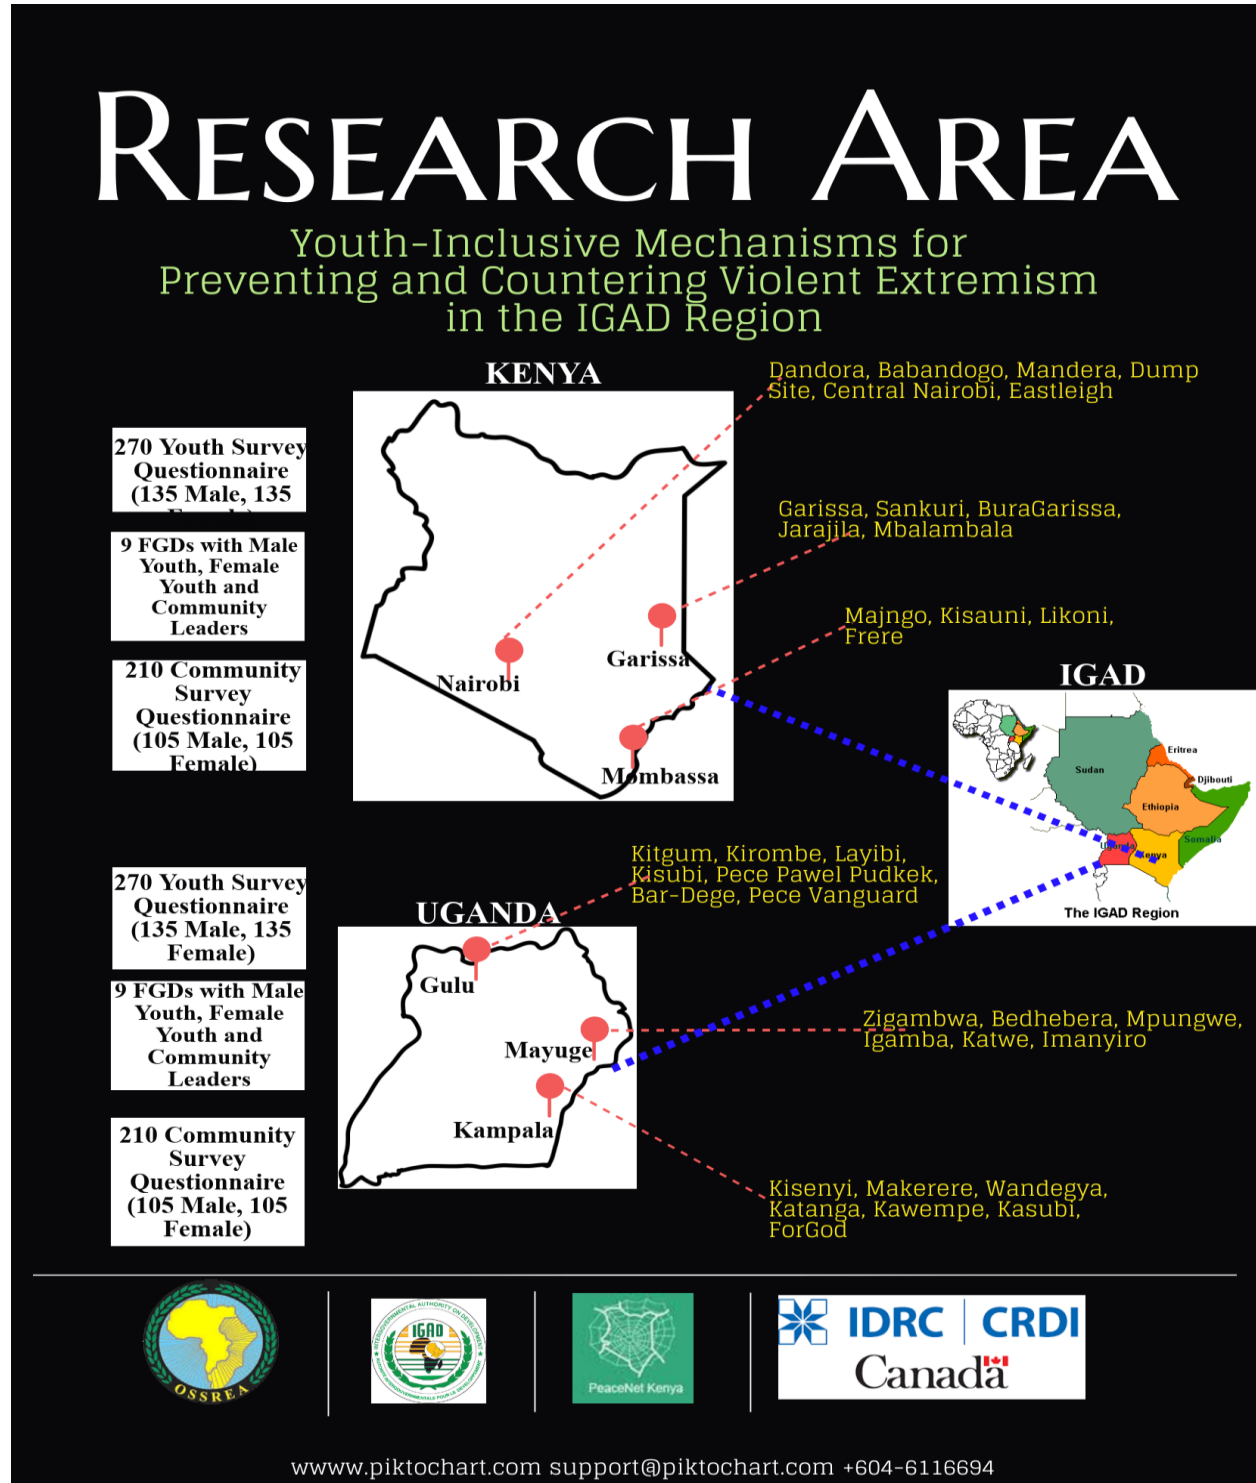 RESEARCH AREA
Youth-Inclusive Mechanisms for
Preventing and Countering Violent Extremism
in the IGAD Region
KENYA
Dandora, Babandogo, Mandera, Dump
Site, Central Nairobi, Eastleigh
270 Youth Survey
Questionnaire
(135 Male, 135
Female)
9 FGDs with Male
Youth, Female
Youth and
Community
Leaders
210 Community
Survey
Questionnaire
(105 Male, 105
Female)
Garissa, Sankuri, BuraGarissa,
Jarajila, Mbalambala
Majngo, Kisauni, Likoni,
Frere
Garissa
Nairobi
Mombassa
IGAD
Eritrea
Sudan
Djibouti
Ethiopia
Somalia
Uganda
Kenya
The IGAD Region
Kitgum, Kirombe, Layibi,
Kisubi, Pece Pawel Pudkek,
Bar-Dege, Pece Vanguard
UGANDA
270 Youth Survey
Questionnaire
(135 Male, 135
Female)
9 FGDs with Male
Youth, Female
Youth and
Community
Leaders
210 Community
Survey
Questionnaire
(105 Male, 105
Female)
Gulu
Mayuge
Kampala
Zigambwa, Bedhebera, Mpungwe,
Igamba, Katwe, Imanyiro
Kisenyi, Makerere, Wandegya,
Katanga, Kawempe, Kasubi,
ForGod
OSSREA
INTERGOVERNMENTAL AUTHORITY ON DEVELOPMENT
IGAD
PeaceNet Kenya
IDRC | CRDI
Canada
wwww.piktochart.com support@piktochart.com +604-6116694